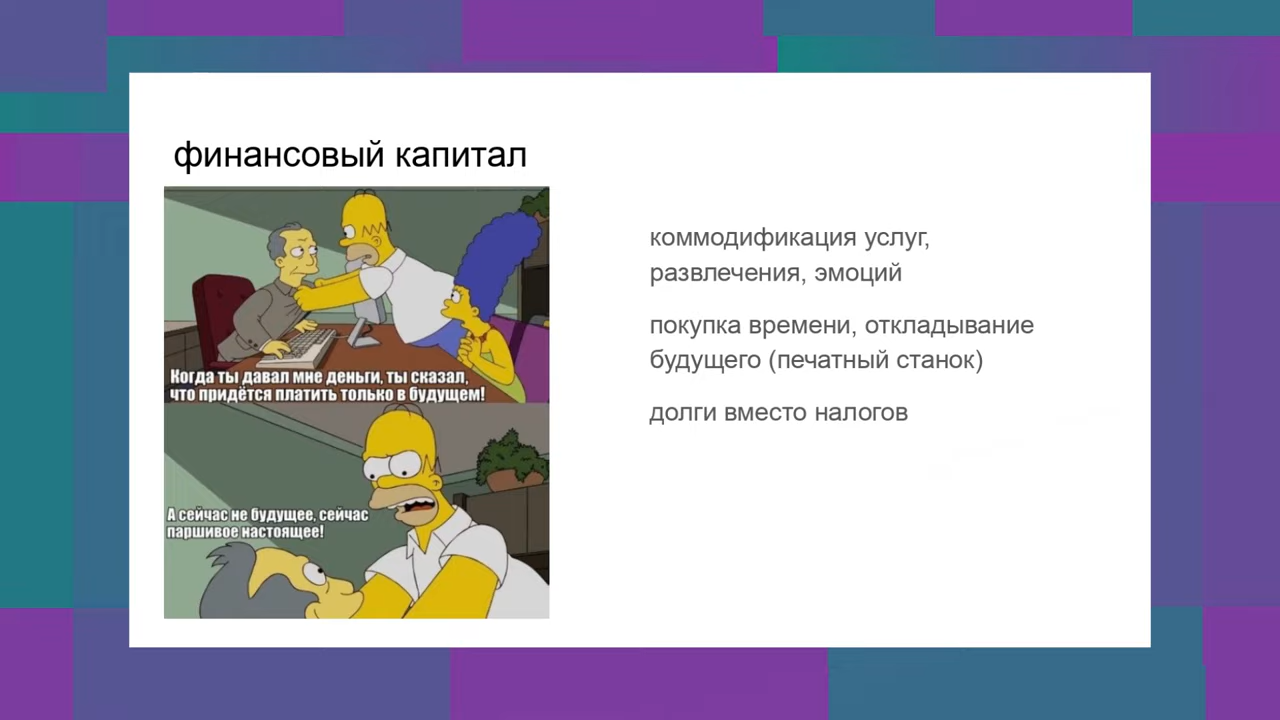 финансовый капитал
Когда ты давал мне деньги, ты сказал,
что придётся платить только в будущем!
А сейчас не будущее, сейчас
паршивое настоящее!
коммодификация услуг,
развлечения, эмоций
покупка времени, откладывание
будущего (печатный станок)
долги вместо налогов